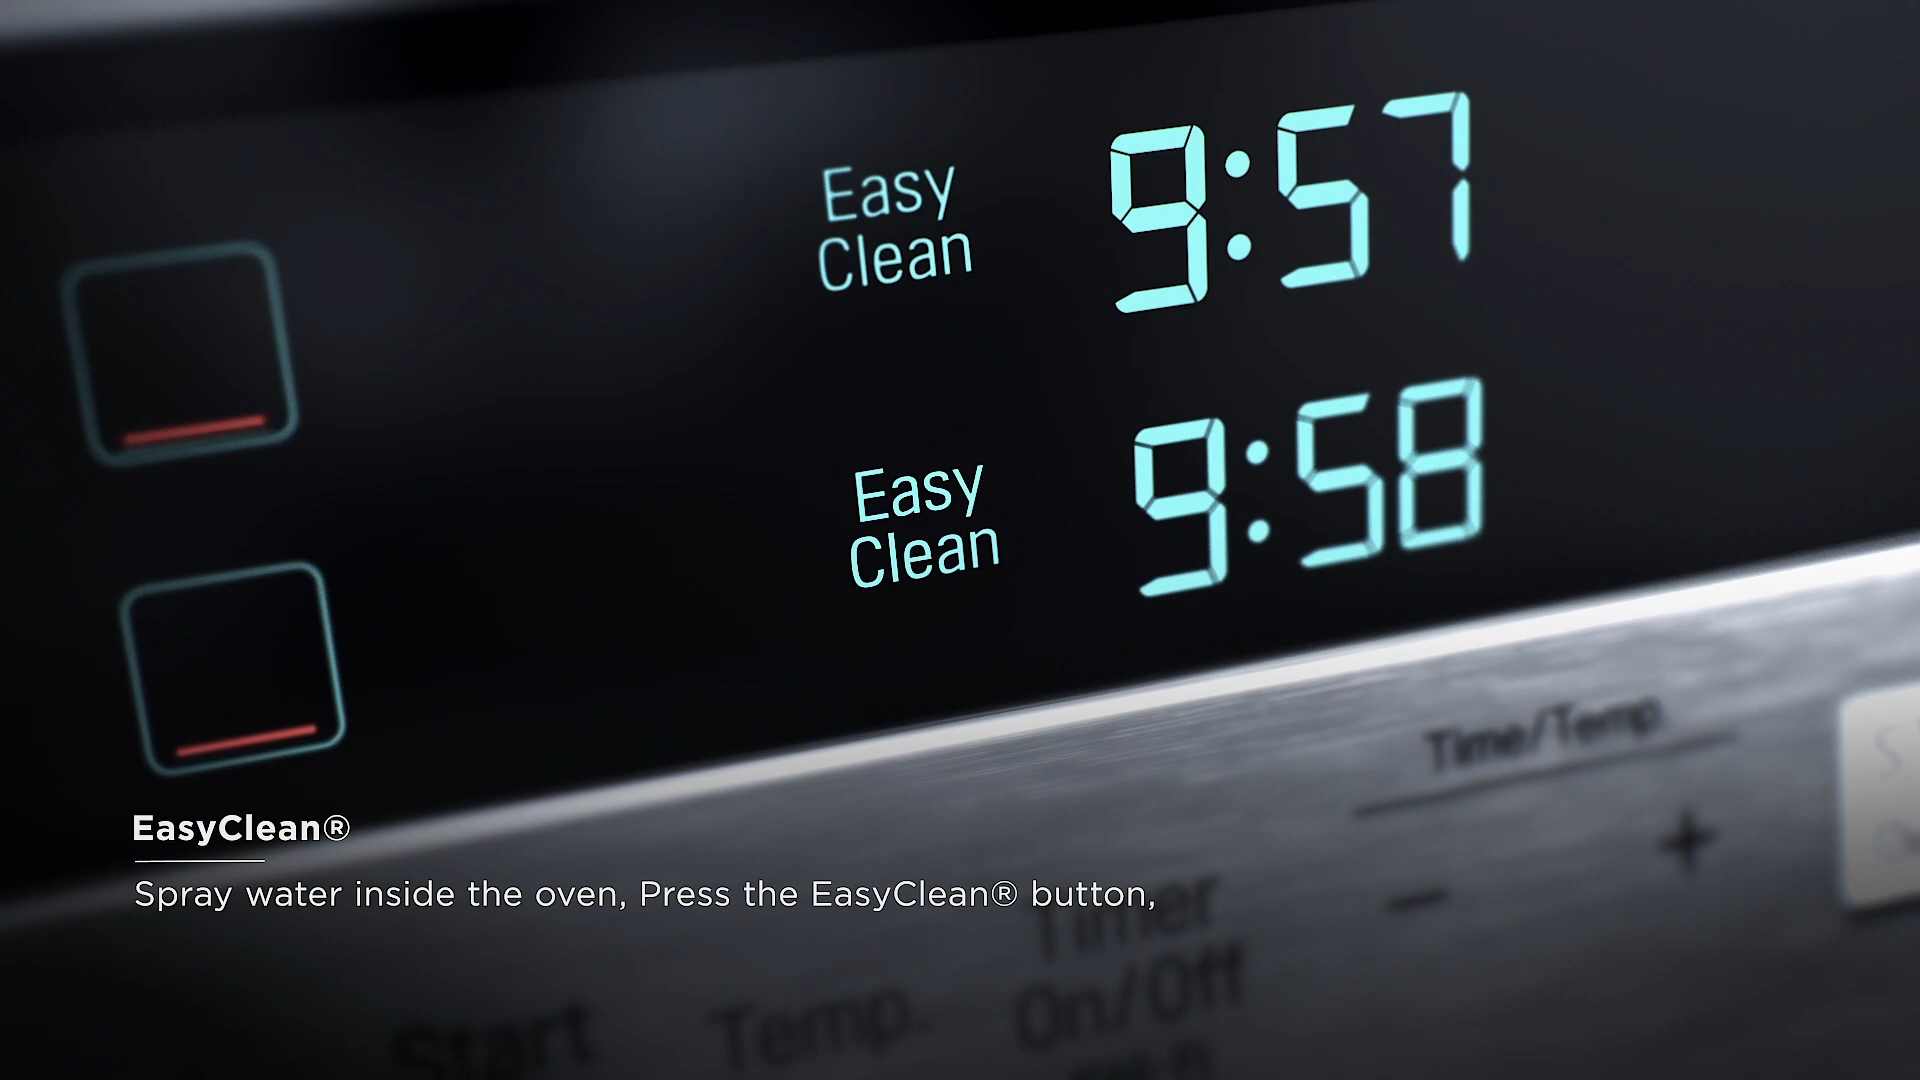 Easy
Clean
9:57
Easy
Clean
9:58
Time/Temp.
+
-
EasyClean®
Spray water inside the oven, Press the EasyClean® button,
Timer
On/Off
Start
Temp.